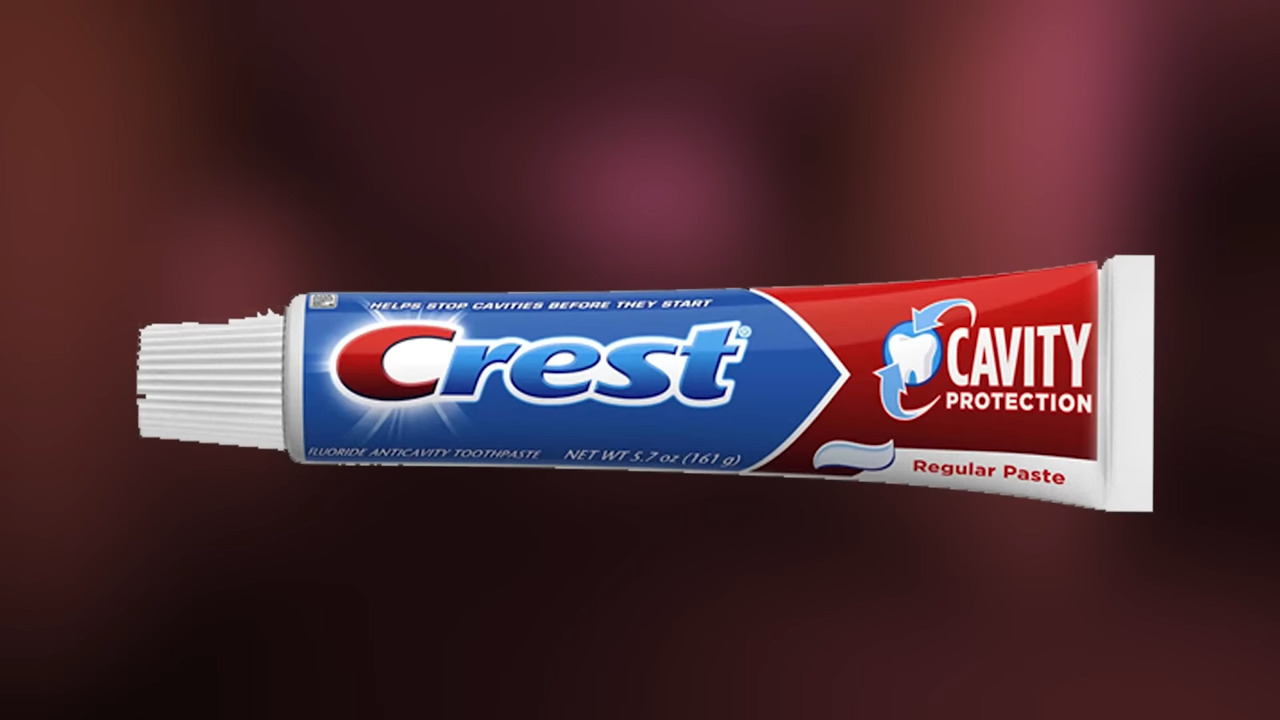 HELPS STOP CAVITIES BEFORE THEY START
Crest®
FLUORIDE ANTICAVITY TOOTHPASTE NET WT 5.7 oz (161 g)
CAVITY
PROTECTION
Regular Paste